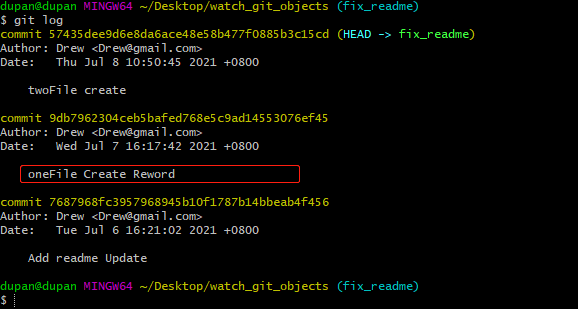 dupan@dupan MINGW64 ~/Desktop/watch_git_objects (fix_readme)
$ git log
commit 57435dee9d6e8da6ace48e58b477f0885b3c15cd (HEAD -> fix_readme)
Author: Drew <Drew@gmail.com>
Date: Thu Jul 8 10:50:45 2021 +0800
twoFile create
commit 9db7962304ceb5bafed768e5c9ad14553076ef45
Author: Drew <Drew@gmail.com>
Date: Wed Jul 7 16:17:42 2021 +0800
oneFile Create Reword
commit 7687968fc3957968945b10f1787b14bbeab4f456
Author: Drew <Drew@gmail.com>
Date: Tue Jul 6 16:21:02 2021 +0800
Add readme Update
dupan@dupan MINGW64 ~/Desktop/watch_git_objects (fix_readme)
$